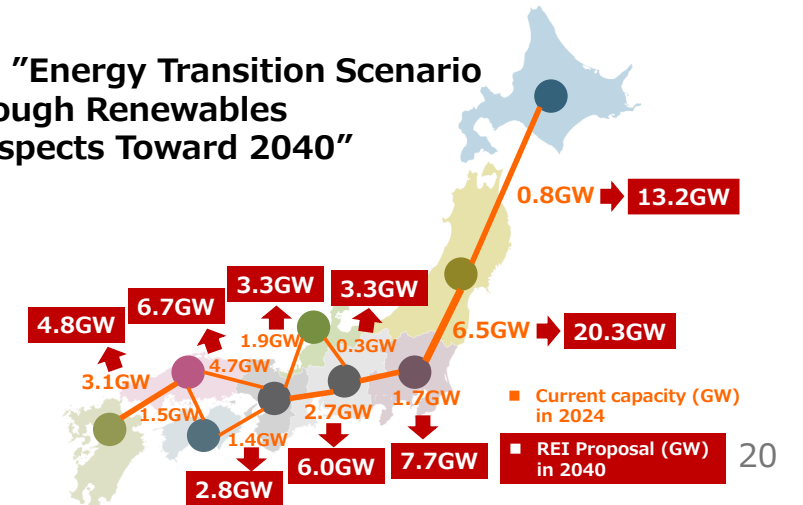 "Energy Transition Scenario
ough Renewables
spects Toward 2040"
0.8GW
13.2GW
3.3GW
3.3GW
6.7GW
4.8GW
6.5GW
20.3GW
1.9GW
0.3GW
4.7GW
3.1GW
1.5GW
1.4GW
2.7GW
1.7GW
2.8GW
6.0GW
7.7GW
Current capacity (GW)
in 2024
REI Proposal (GW)
in 2040
20